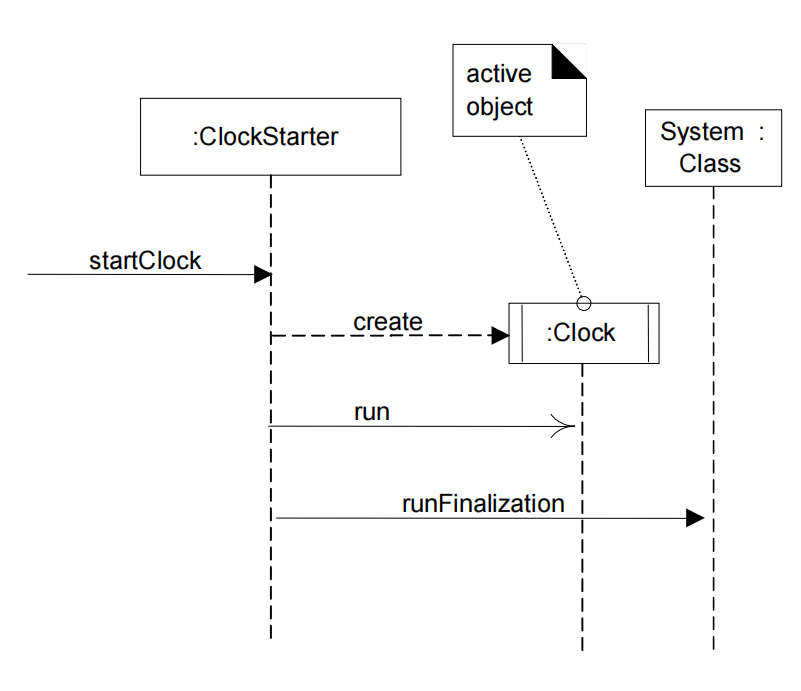 active
object
:ClockStarter
System :
Class
startClock
create
:Clock
run
runFinalization